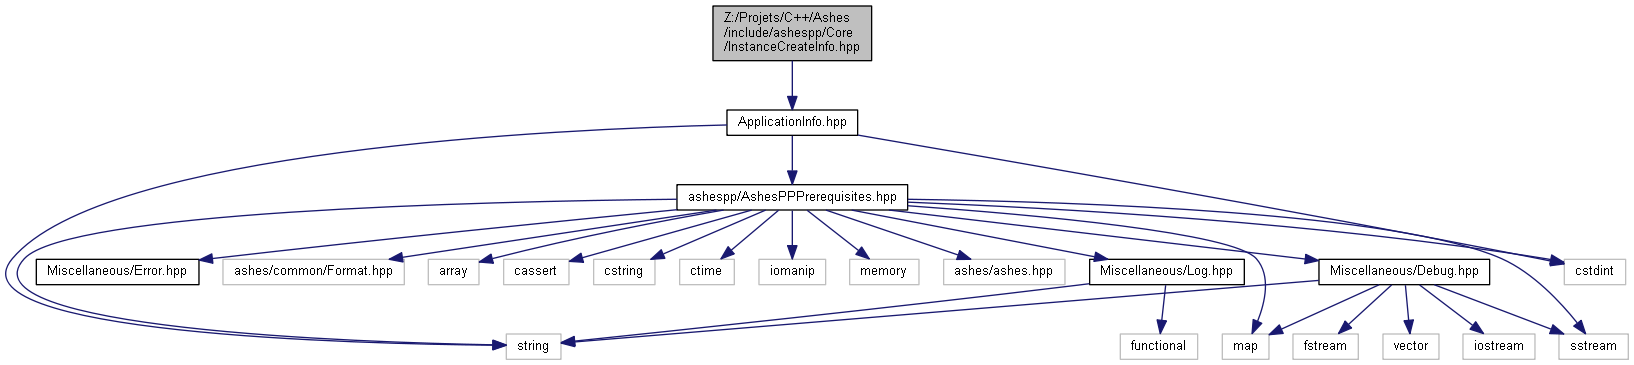 Z:/Projets/C++/Ashes
/include/ashespp/Core
/InstanceCreateInfo.hpp
ApplicationInfo.hpp
ashespp/AshesPPPrerequisites.hpp
Miscellaneous/Error.hpp
ashes/common/Format.hpp
array
cassert
cstring
ctime
iomanip
memory
ashes/ashes.hpp
Miscellaneous/Log.hpp
Miscellaneous/Debug.hpp
cstdint
string
functional
map
fstream
vector
iostream
sstream